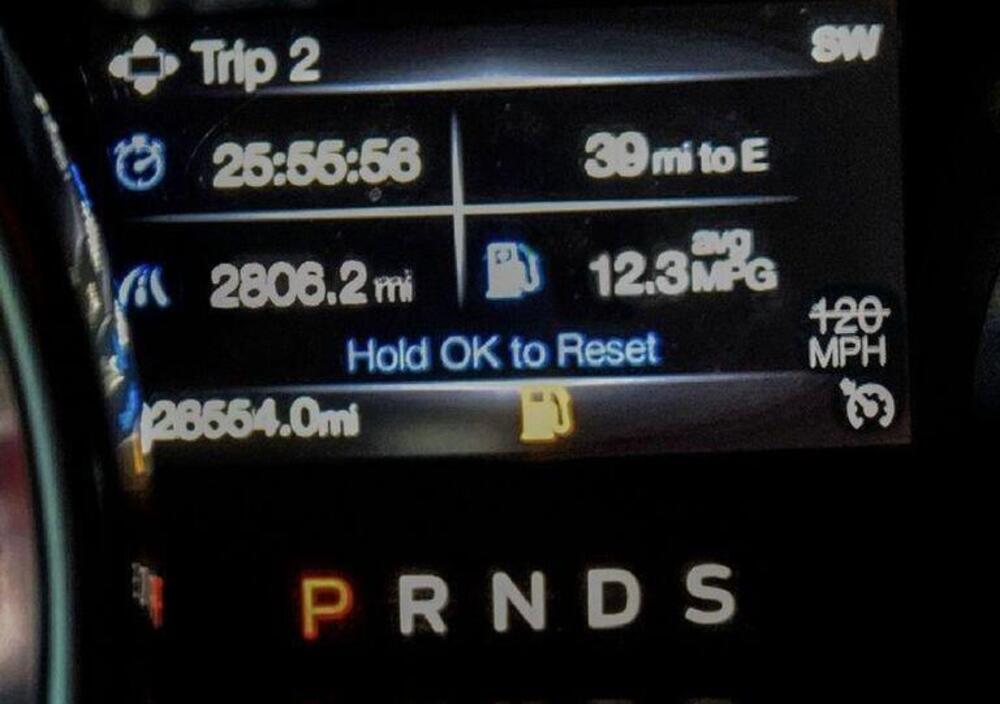 Trip 2
SW
25:55:56
39 mi to E
2806.2 mi
12.3 avg MPG
Hold OK to Reset
120 MPH
26554.0mi
P R N D S